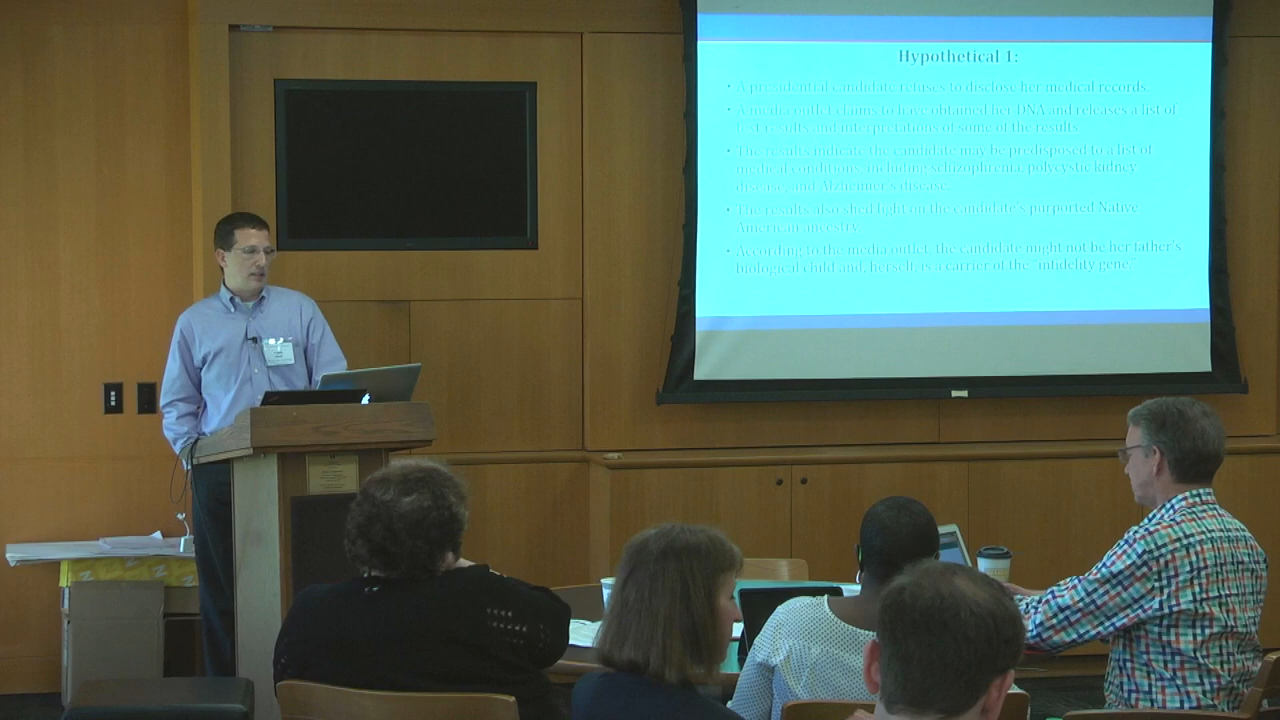 Hypothetical 1:
• A presidential candidate refuses to disclose her medical records.
• A media outlet claims to have obtained her DNA and releases a list of
test results and interpretations of some of the results.
• The results indicate the candidate may be predisposed to a list of
medical conditions, including schizophrenia, polycystic kidney
disease, and Alzheimer's disease.
• The results also shed light on the candidate's purported Native
American ancestry.
• According to the media outlet, the candidate might not be her father's
biological child and, herself, is a carrier of the "infidelity gene."